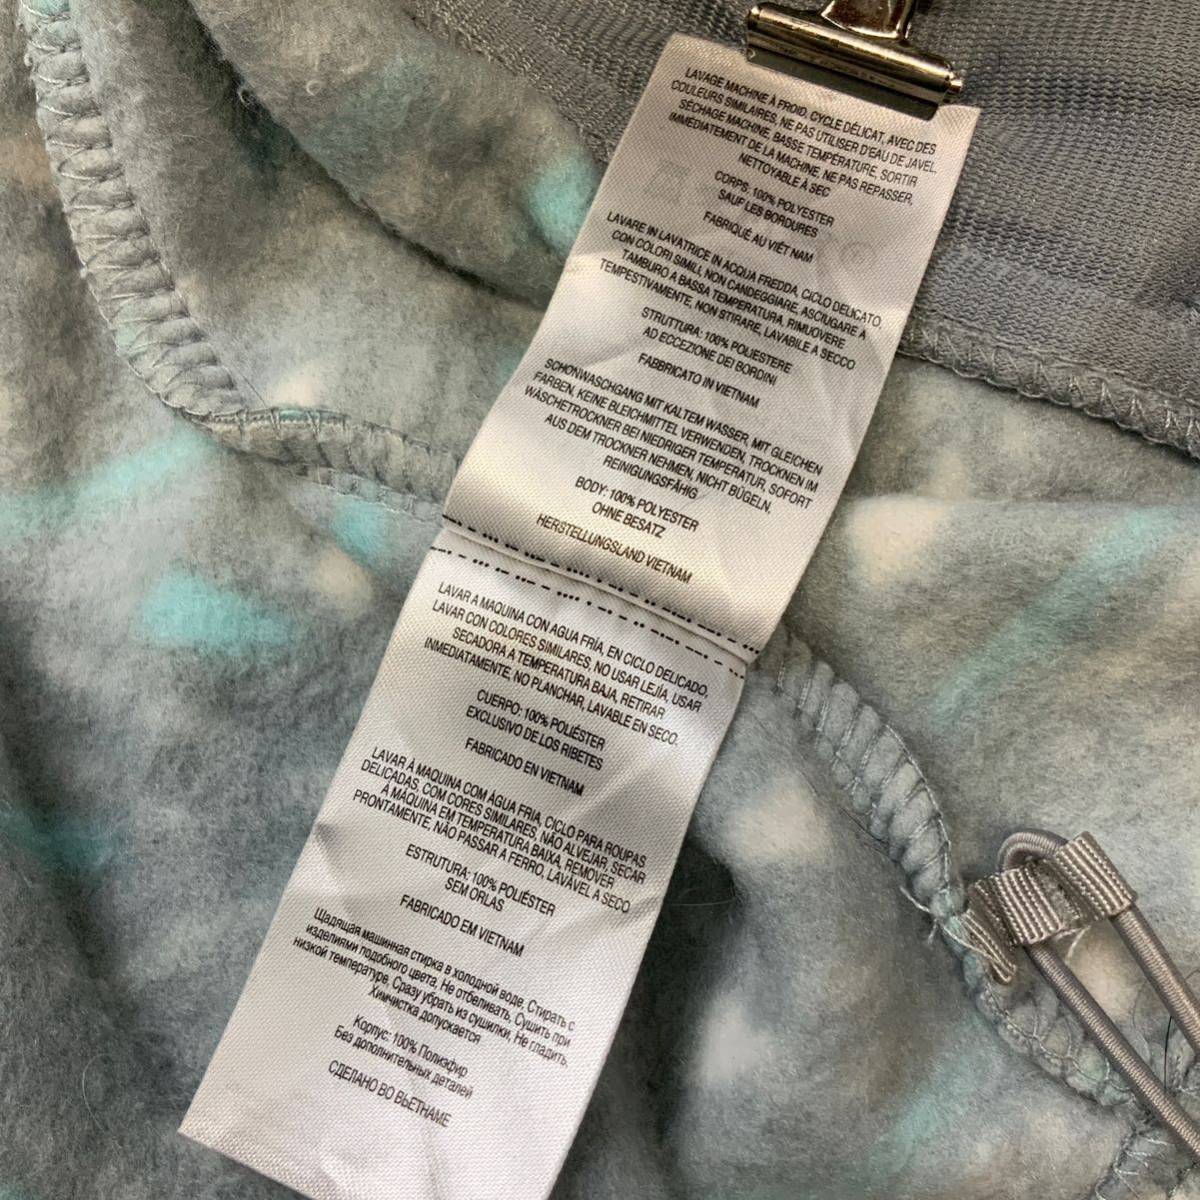 LAVAGE MACHINE À FROID, CYCLE DÉLICAT, AVEC DES
COULEURS SIMILAIRES, NE PAS UTILISER D'EAU DE JAVEL,
SÉCHAGE MACHINE, BASSE TEMPÉRATURE, SORTIR
IMMÉDIATEMENT DE LA MACHINE, NE PAS REPASSER,
NETTOYABLE À SEC
CORPS: 100% POLYESTER
SAUF LES BORDURES
FABRIQUÉ AU VIÊT NAM
LAVARE IN LAVATRICE IN ACQUA FREDDA, CICLO DELICATO,
CON COLORI SIMILI, NON CANDEGGIARE, ASCIUGARE A
TAMBURO A BASSA TEMPERATURA, RIMUOVERE
TEMPESTIVAMENTE, NON STIRARE, LAVABILE A SECCO
STRUTTURA: 100% POLIESTERE
AD ECCEZIONE DEI BORDINI
FABBRICATO IN VIETNAM
SCHONWASCHGANG MIT KALTEM WASSER, MIT GLEICHEN
FARBEN, KEINE BLEICHMITTEL VERWENDEN, TROCKNEN IM
WÄSCHETROCKNER BEI NIEDRIGER TEMPERATUR, SOFORT
AUS DEM TROCKNER NEHMEN, NICHT BÜGELN,
REINIGUNGSFÄHIG
BODY: 100% POLYESTER
OHNE BESATZ
HERSTELLUNGSLAND VIETNAM
LAVAR A MAQUINA CON AGUA FRÍA, EN CICLO DELICADO,
LAVAR CON COLORES SIMILARES, NO USAR LEJÍA, USAR
SECADORA A TEMPERATURA BAJA, RETIRAR
INMEDIATAMENTE, NO PLANCHAR, LAVABLE EN SECO.
CUERPO: 100% POLIÉSTER
EXCLUSIVO DE LOS RIBETES
FABRICADO EN VIETNAM
LAVAR À MAQUINA COM ÁGUA FRIA, CICLO PARA ROUPAS
DELICADAS, COM CORES SIMILARES, NÃO ALVEJAR, SECAR
À MÁQUINA EM TEMPERATURA BAIXA, REMOVER
PRONTAMENTE, NÃO PASSAR A FERRO, LAVÁVEL A SECO
ESTRUTURA: 100% POLIÉSTER
SEM ORLAS
FABRICADO EM VIETNAM
Щадящая машинная стирка в холодной воде, Стирать с
изделиями подобного цвета, Не отбеливать, Сушить при
низкой температуре, Сразу убрать из сушилки, Не гладить,
Химчистка допускается
Корпус: 100% Полиэфир
Без дополнительных деталей
СДЕЛАНО ВО ВЬЕТНАМЕ